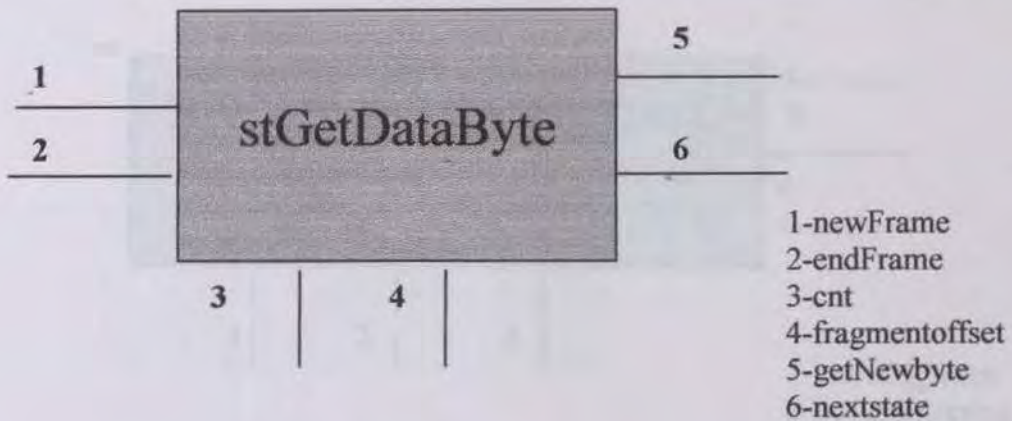 5
1
stGetDataByte
2
6
1-newFrame
2-endFrame
3
4
3-cnt
4-fragmentoffset
5-getNewbyte
6-nextstate